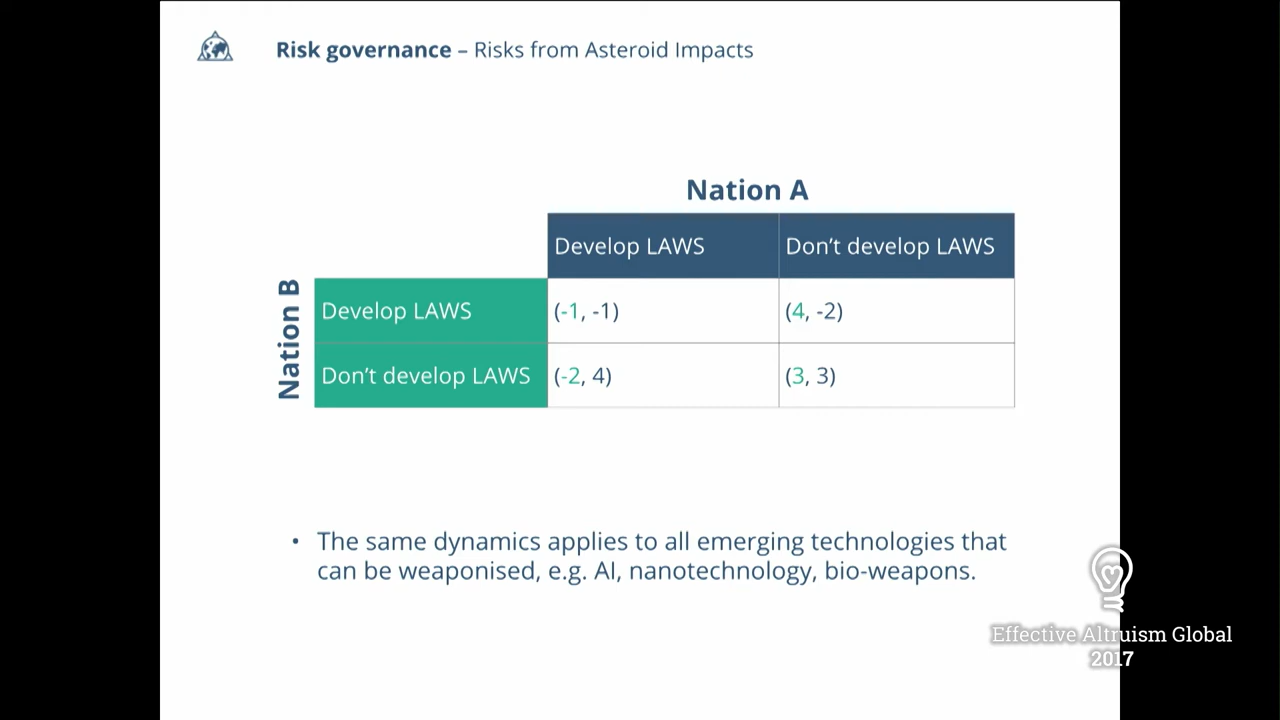 Risk governance – Risks from Asteroid Impacts
Nation A
Develop LAWS Don't develop LAWS
Nation B
Develop LAWS (-1, -1) (4, -2)
Don't develop LAWS (-2, 4) (3, 3)
• The same dynamics applies to all emerging technologies that
can be weaponised, e.g. AI, nanotechnology, bio-weapons.
Effective Altruism Global
2017